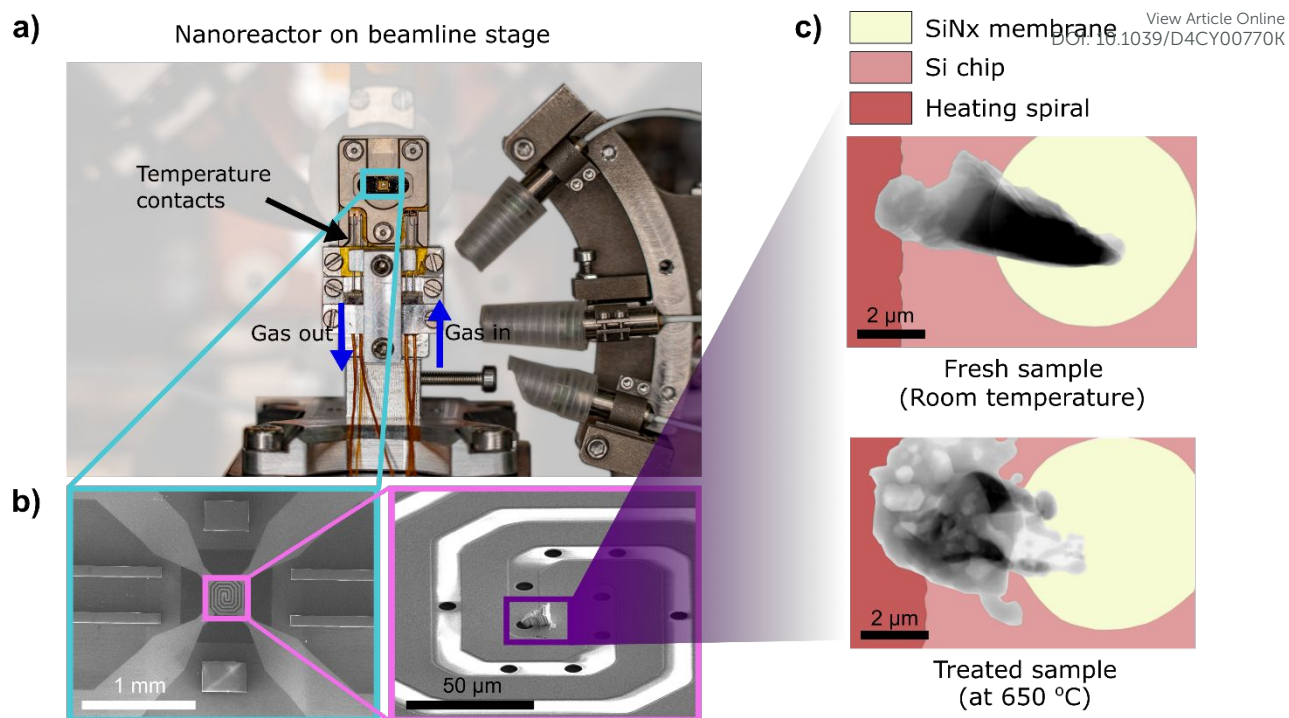 a)
Nanoreactor on beamline stage
Temperature
contacts
Gas out
Gas in
b)
1 mm
50 µm
c)
SiNx membrane
View Article Online
DOI: 10.1039/D4CY00770K
Si chip
Heating spiral
2 µm
Fresh sample
(Room temperature)
2 µm
Treated sample
(at 650 ºC)